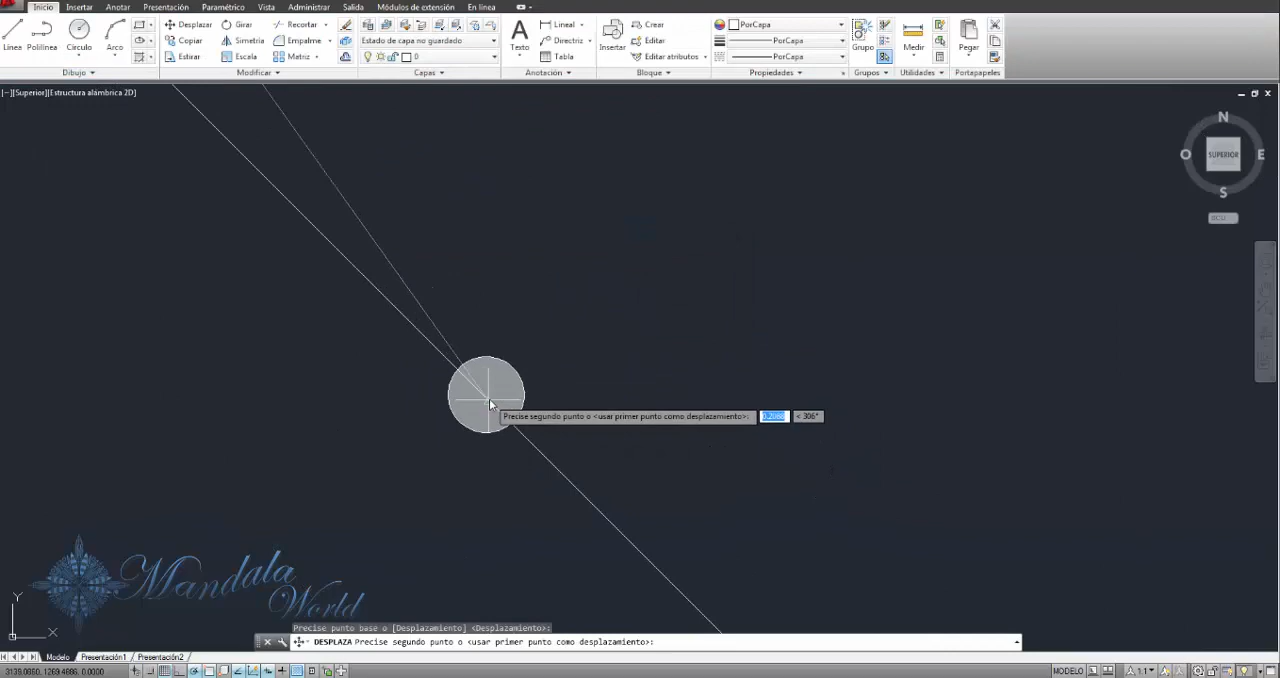 Inicio Insertar Anotar Presentación Paramétrico Vista Administrar Salida Módulos de extensión En línea
Línea Polilínea Círculo Arco
Desplazar Girar Recortar
Copiar Simetría Empalme
Estirar Escala Matriz
Estado de capa no guardado
0
Texto
Lineal
Directriz
Tabla
Insertar
Crear
Editar
Editar atributos
PorCapa
PorCapa
PorCapa
Grupo
Medir
Pegar
Dibujo Modificar Capas Anotación Bloque Propiedades Grupos Utilidades Portapapeles
[−][Superior][Estructura alámbrica 2D]
N
O SUPERIOR E
S
Precise segundo punto o <usar primer punto como desplazamiento>: < 306°
Mandala
World
Y
X
Precise punto base o [Desplazamiento] <Desplazamiento>:
DESPLAZA Precise segundo punto o <usar primer punto como desplazamiento>:
Modelo Presentación1 Presentación2
MODELO 1:1